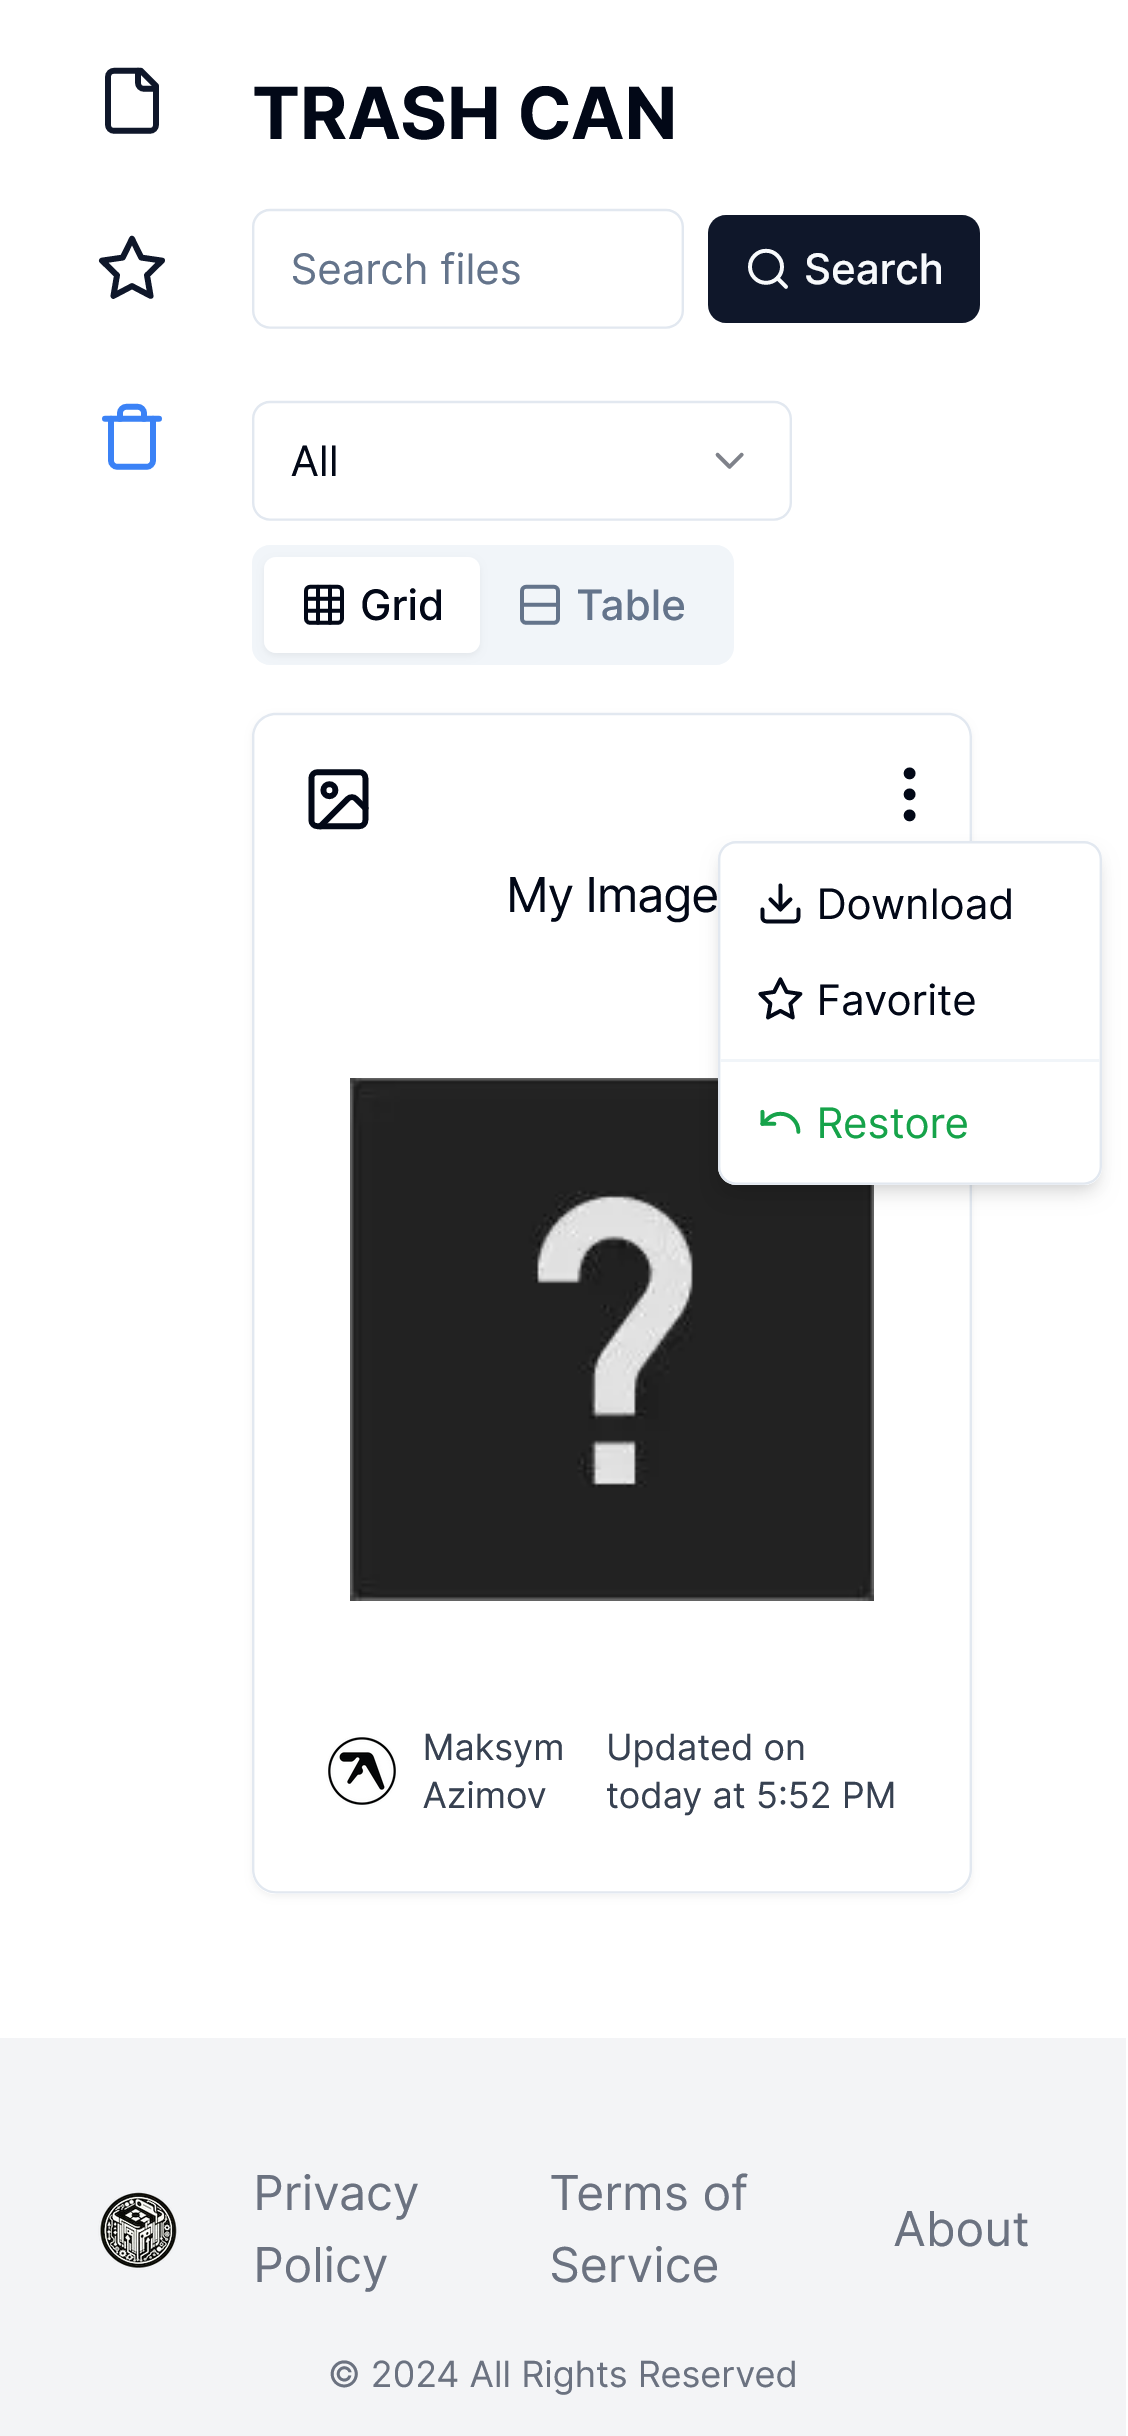 TRASH CAN
Search files
Search
All
Grid
Table
My Image
Download
Favorite
Restore
?
Maksym
Azimov
Updated on
today at 5:52 PM
Privacy
Policy
Terms of
Service
About
© 2024 All Rights Reserved